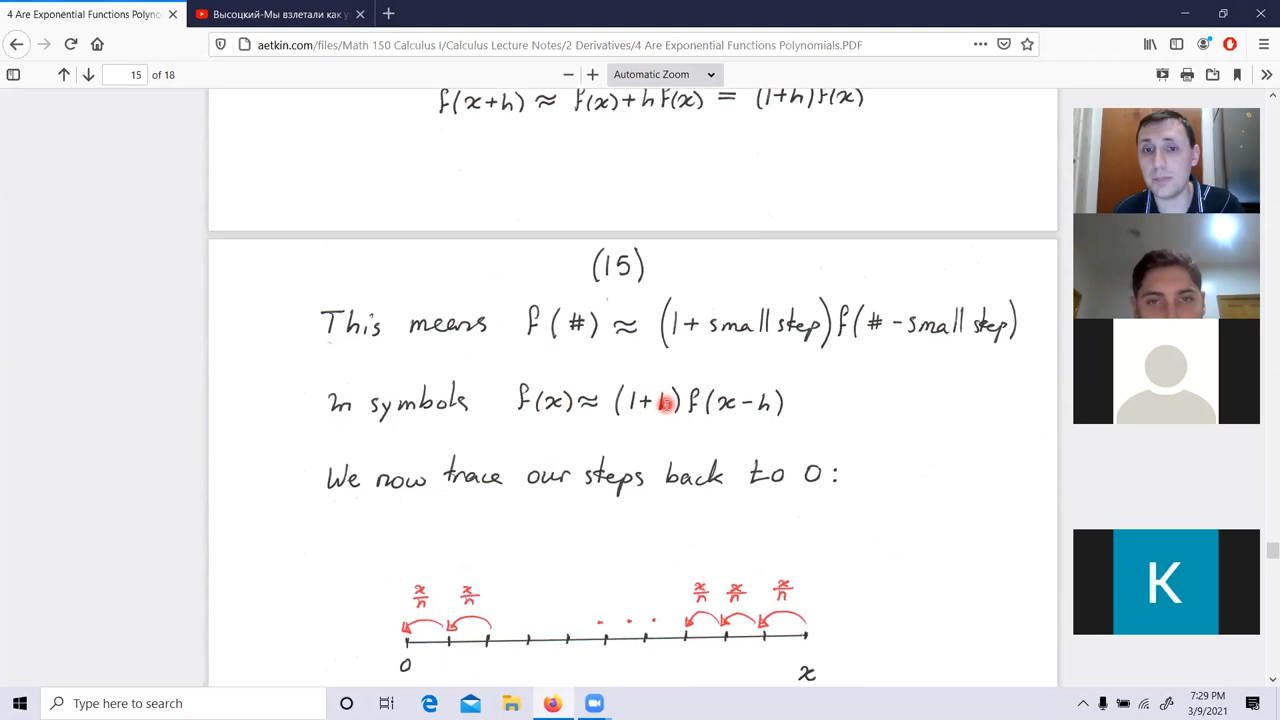 4 Are Exponential Functions Polyno
Высоцкий-Мы взлетали как у
aetkin.com/files/Math 150 Calculus I/Calculus Lecture Notes/2 Derivatives/4 Are Exponential Functions Polynomials.PDF
15 of 18
Automatic Zoom
f(x+h) ≈ f(x)+hf(x) = (1+h)f(x)
(15)
This means f(#) ≈ (1+ small step) f(# - small step)
In symbols f(x) ≈ (1+h) f(x-h)
We now trace our steps back to 0:
x/n x/n . . . x/n x/n x/n
0 x
K
Type here to search
7:29 PM
3/9/2021